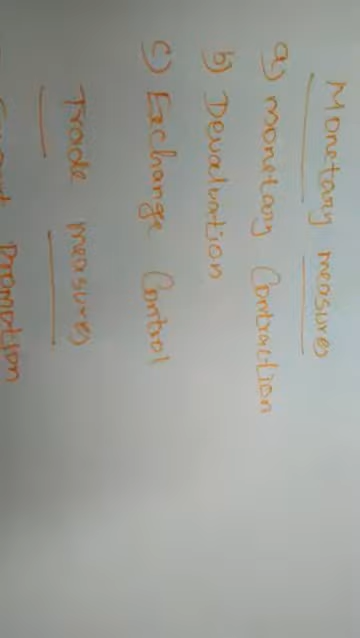 Monetary measures
a) monetary Contraction
b) Devaluation
c) Exchange Control
Trade measures
Promotion